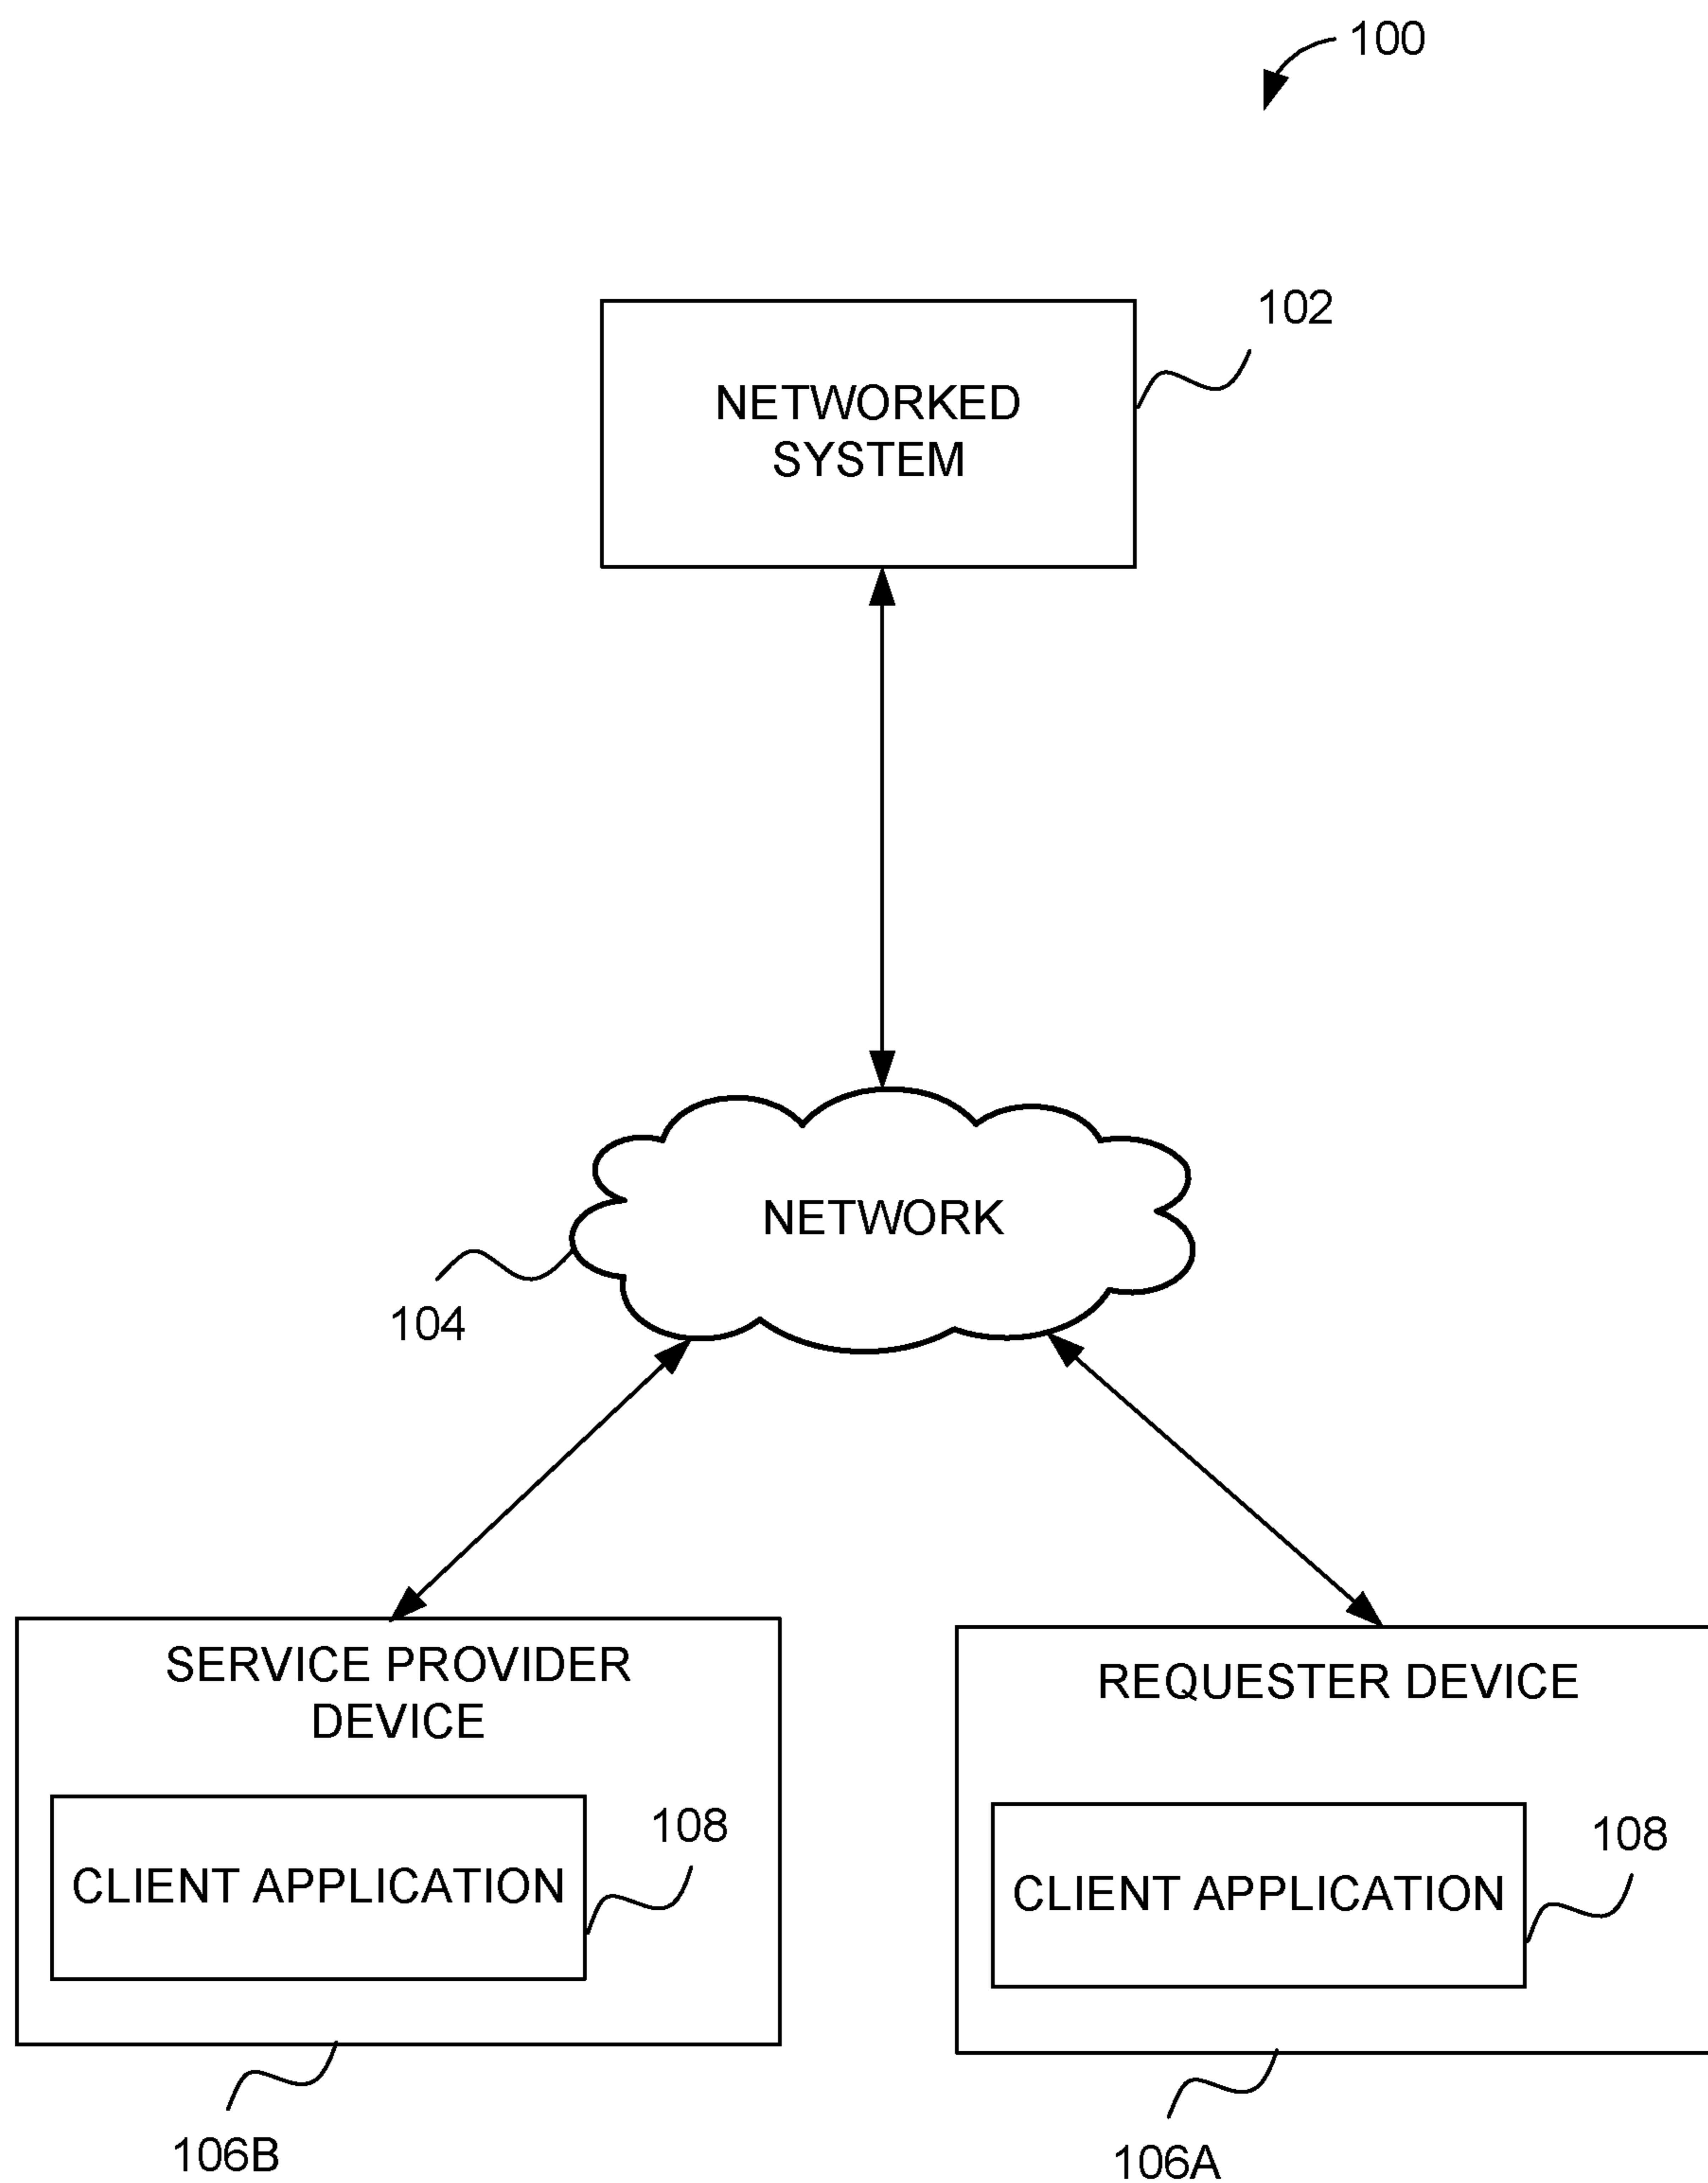 100
102
NETWORKED
SYSTEM
NETWORK
104
SERVICE PROVIDER
DEVICE
REQUESTER DEVICE
108
CLIENT APPLICATION
108
CLIENT APPLICATION
106B
106A